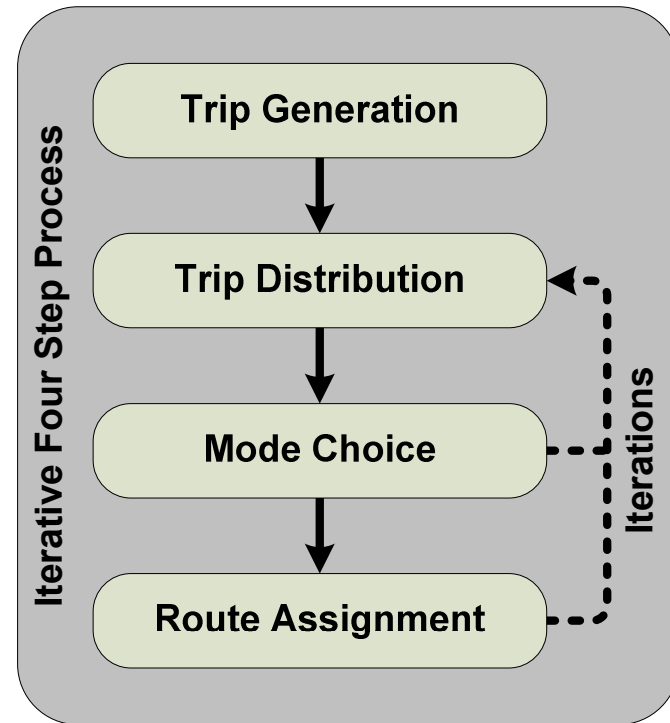 Iterative Four Step Process
Trip Generation
Trip Distribution
Mode Choice
Route Assignment
Iterations